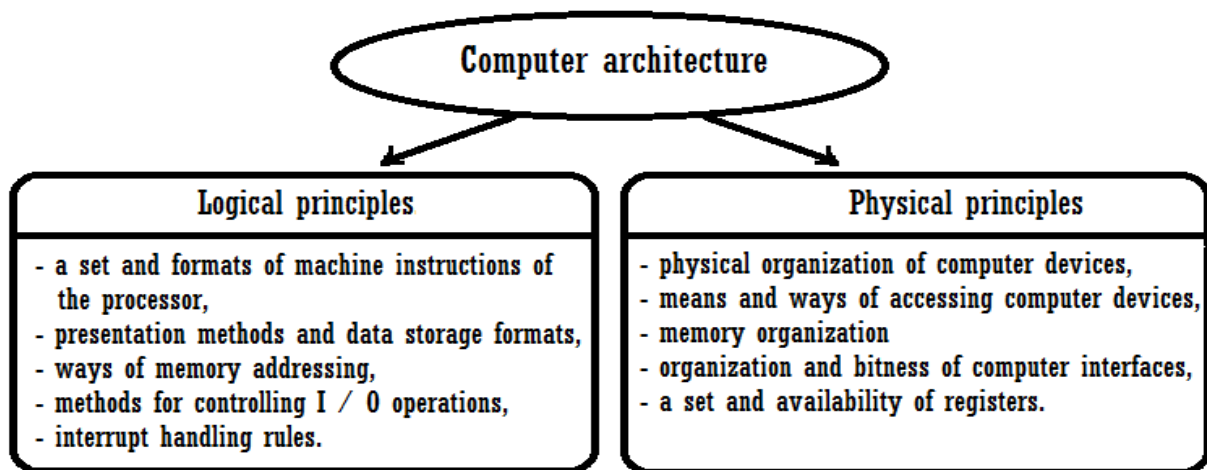 Computer architecture
Logical principles
- a set and formats of machine instructions of
the processor,
- presentation methods and data storage formats,
- ways of memory addressing,
- methods for controlling I / O operations,
- interrupt handling rules.
Physical principles
- physical organization of computer devices,
- means and ways of accessing computer devices,
- memory organization
- organization and bitness of computer interfaces,
- a set and availability of registers.